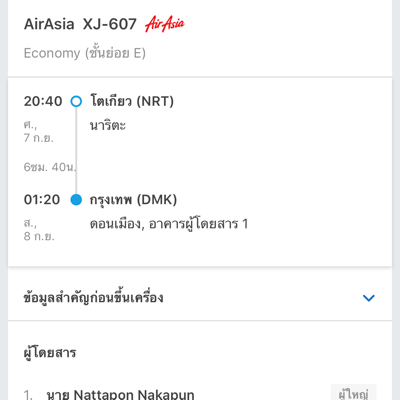 AirAsia XJ-607 AirAsia
Economy (ชั้นย่อย E)
20:40 โตเกียว (NRT)
ศ., นาริตะ
7 ก.ย.
6ชม. 40น.
01:20 กรุงเทพ (DMK)
ส., ดอนเมือง, อาคารผู้โดยสาร 1
8 ก.ย.
ข้อมูลสำคัญก่อนขึ้นเครื่อง
ผู้โดยสาร
1. นาย Nattapon Nakapun ผู้ใหญ่